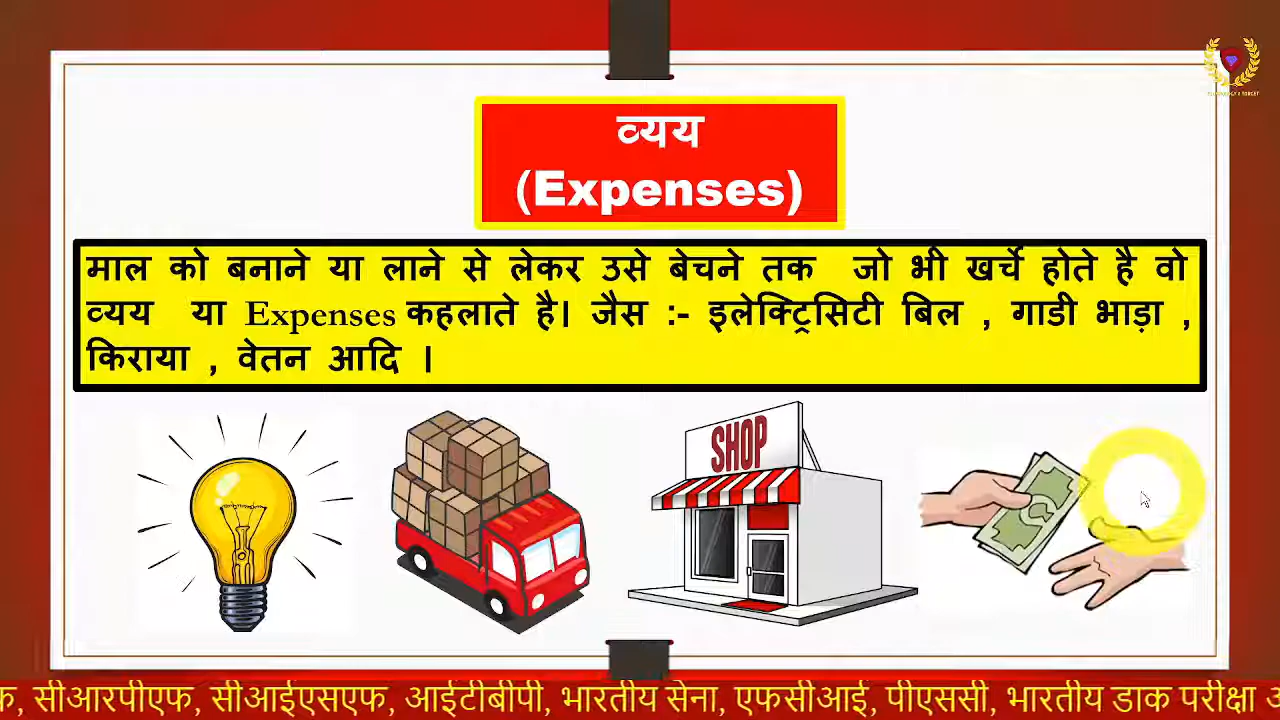 व्यय
(Expenses)
माल को बनाने या लाने से लेकर उसे बेचने तक जो भी खर्चे होते है वो
व्यय या Expenses कहलाते है। जैस :- इलेक्ट्रिसिटी बिल , गाडी भाड़ा ,
किराया , वेतन आदि ।
SHOP
सीआरपीएफ, सीआईएसएफ, आईटीबीपी, भारतीय सेना, एफसीआई, पीएससी, भारतीय डाक परीक्षा